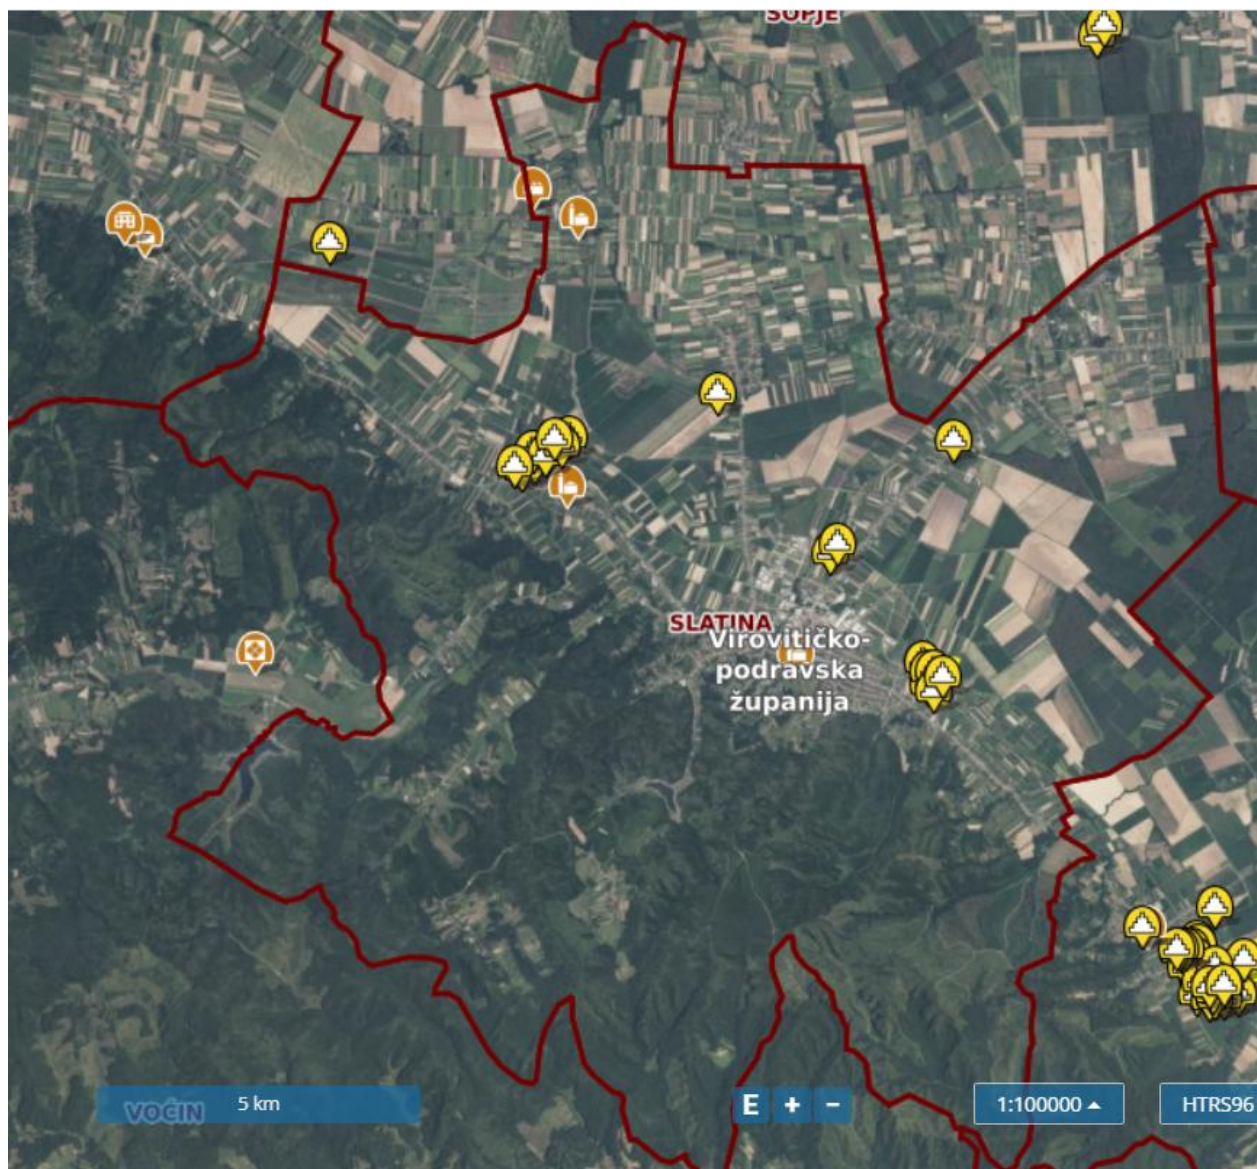 SOPJE
SLATINA
Virovitičko-
podravska
županija
VOĆIN
5 km
E + −
1:100000
HTRS96